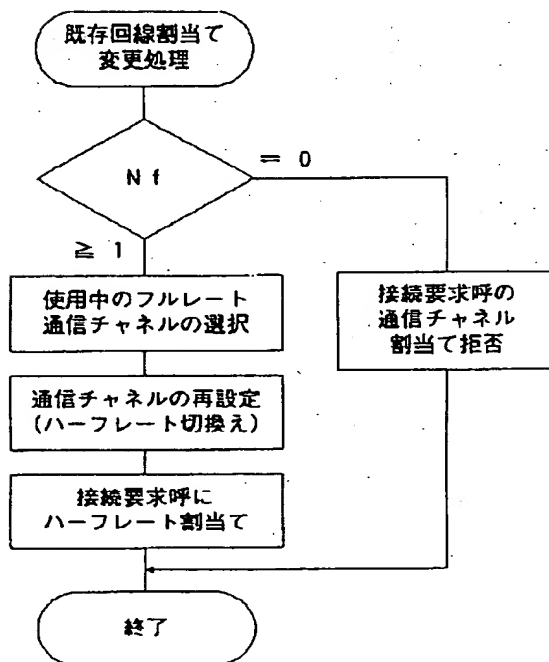 既存回線割当て
変更処理
Nf
= 0
≧ 1
使用中のフルレート
通信チャネルの選択
接続要求呼の
通信チャネル
割当て拒否
通信チャネルの再設定
(ハーフレート切換え)
接続要求呼に
ハーフレート割当て
終了